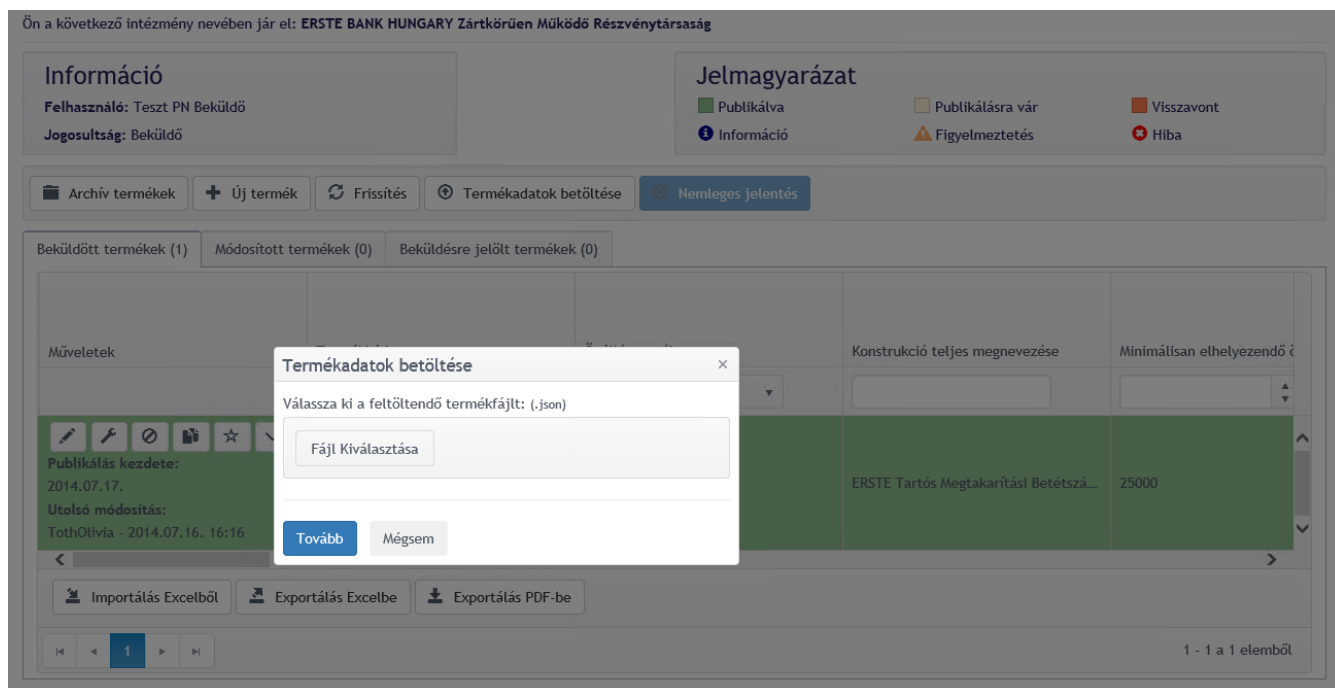 Ön a következő intézmény nevében jár el: ERSTE BANK HUNGARY Zártkörűen Működő Részvénytársaság
Információ
Felhasználó: Teszt PN Beküldő
Jogosultság: Beküldő
Jelmagyarázat
Publikálva Publikálásra vár Visszavont
Információ Figyelmeztetés Hiba
Archív termékek Új termék Frissítés Termékadatok betöltése Nemleges jelentés
Beküldött termékek (1) Módosított termékek (0) Beküldésre jelölt termékek (0)
Műveletek Konstrukció teljes megnevezése Minimálisan elhelyezendő
Termékadatok betöltése
Válassza ki a feltöltendő termékfájlt: (.json)
Fájl Kiválasztása
Tovább Mégsem
Publikálás kezdete:
2014.07.17.
Utolsó módosítás:
TothOlivia - 2014.07.16. 16:16
ERSTE Tartós Megtakarítási Betétszá... 25000
Importálás Excelből Exportálás Excelbe Exportálás PDF-be
1 1 - 1 a 1 elemből